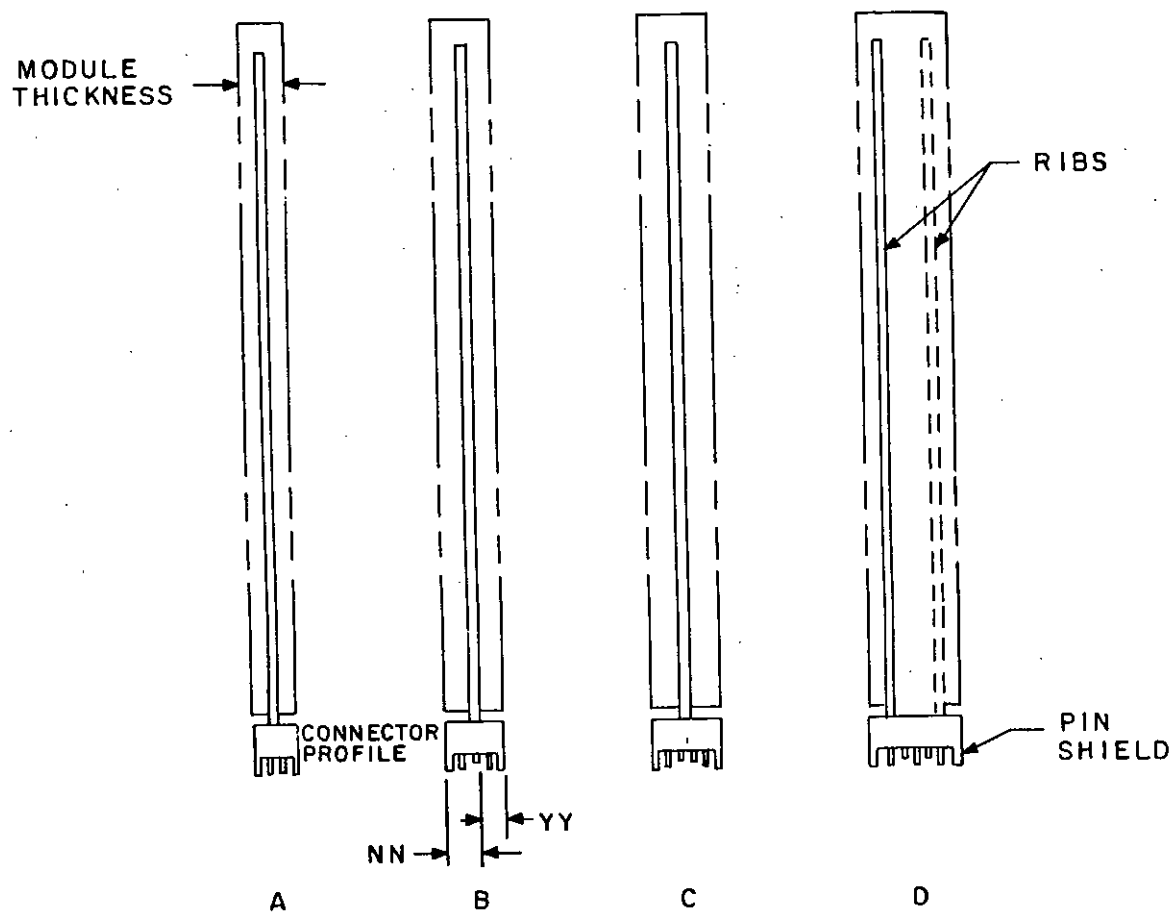 MODULE
THICKNESS
RIBS
CONNECTOR
PROFILE
PIN
SHIELD
YY
NN
A
B
C
D